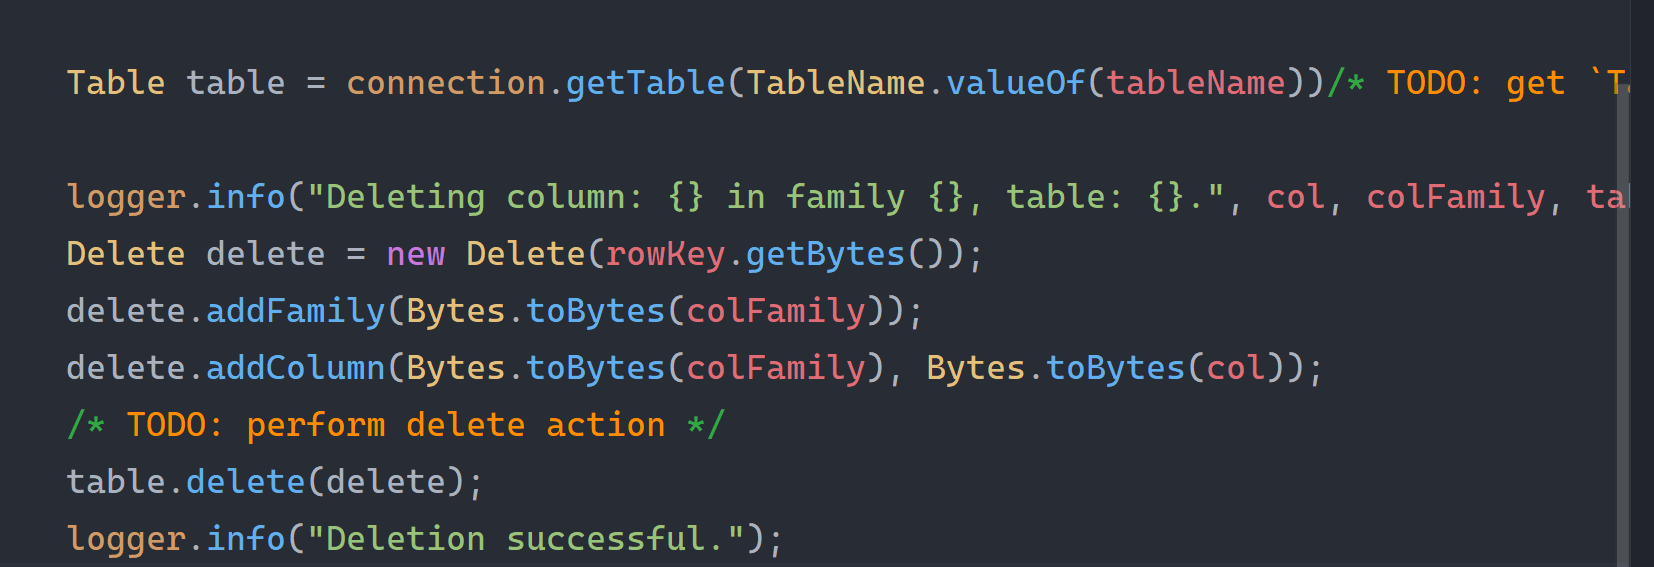 Table table = connection.getTable(TableName.valueOf(tableName))/* TODO: get `T
logger.info("Deleting column: {} in family {}, table: {}.", col, colFamily, ta
Delete delete = new Delete(rowKey.getBytes());
delete.addFamily(Bytes.toBytes(colFamily));
delete.addColumn(Bytes.toBytes(colFamily), Bytes.toBytes(col));
/* TODO: perform delete action */
table.delete(delete);
logger.info("Deletion successful.");